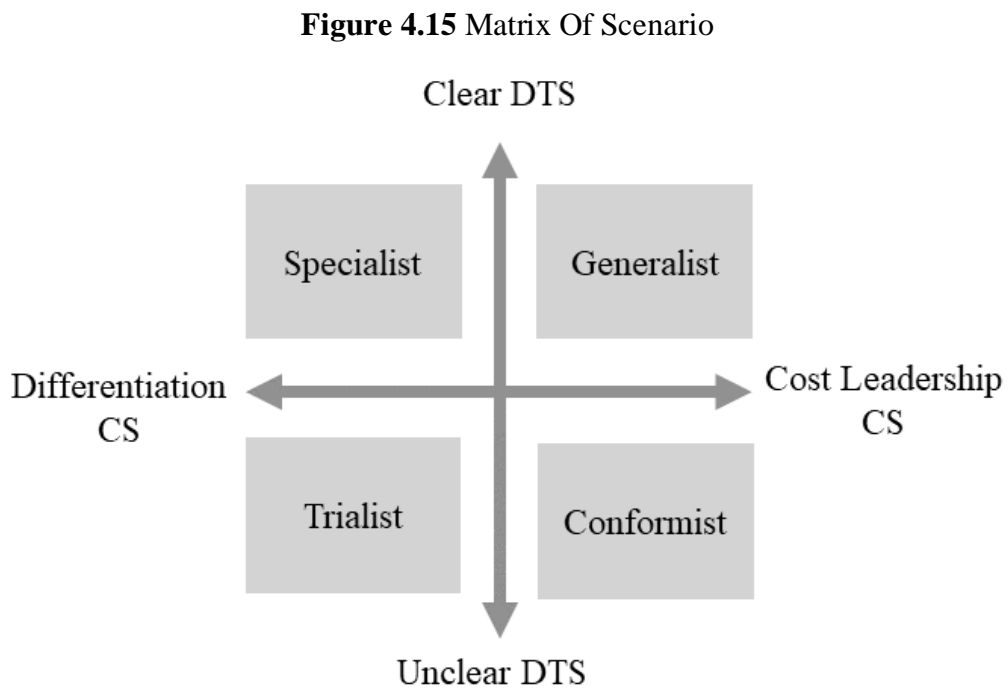 Figure 4.15 Matrix Of Scenario
Clear DTS
Specialist
Generalist
Differentiation
CS
Cost Leadership
CS
Trialist
Conformist
Unclear DTS